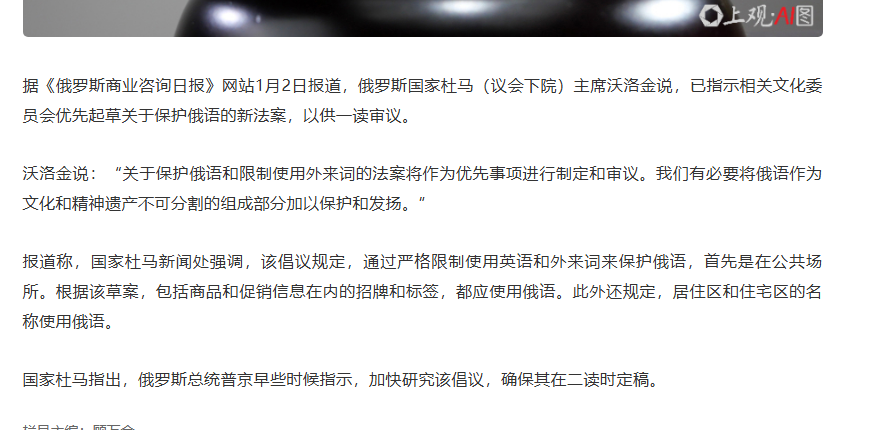 上观·AI图
据《俄罗斯商业咨询日报》网站1月2日报道，俄罗斯国家杜马（议会下院）主席沃洛金说，已指示相关文化委
员会优先起草关于保护俄语的新法案，以供一读审议。
沃洛金说：“关于保护俄语和限制使用外来词的法案将作为优先事项进行制定和审议。我们有必要将俄语作为
文化和精神遗产不可分割的组成部分加以保护和发扬。”
报道称，国家杜马新闻处强调，该倡议规定，通过严格限制使用英语和外来词来保护俄语，首先是在公共场
所。根据该草案，包括商品和促销信息在内的招牌和标签，都应使用俄语。此外还规定，居住区和住宅区的名
称使用俄语。
国家杜马指出，俄罗斯总统普京早些时候指示，加快研究该倡议，确保其在二读时定稿。